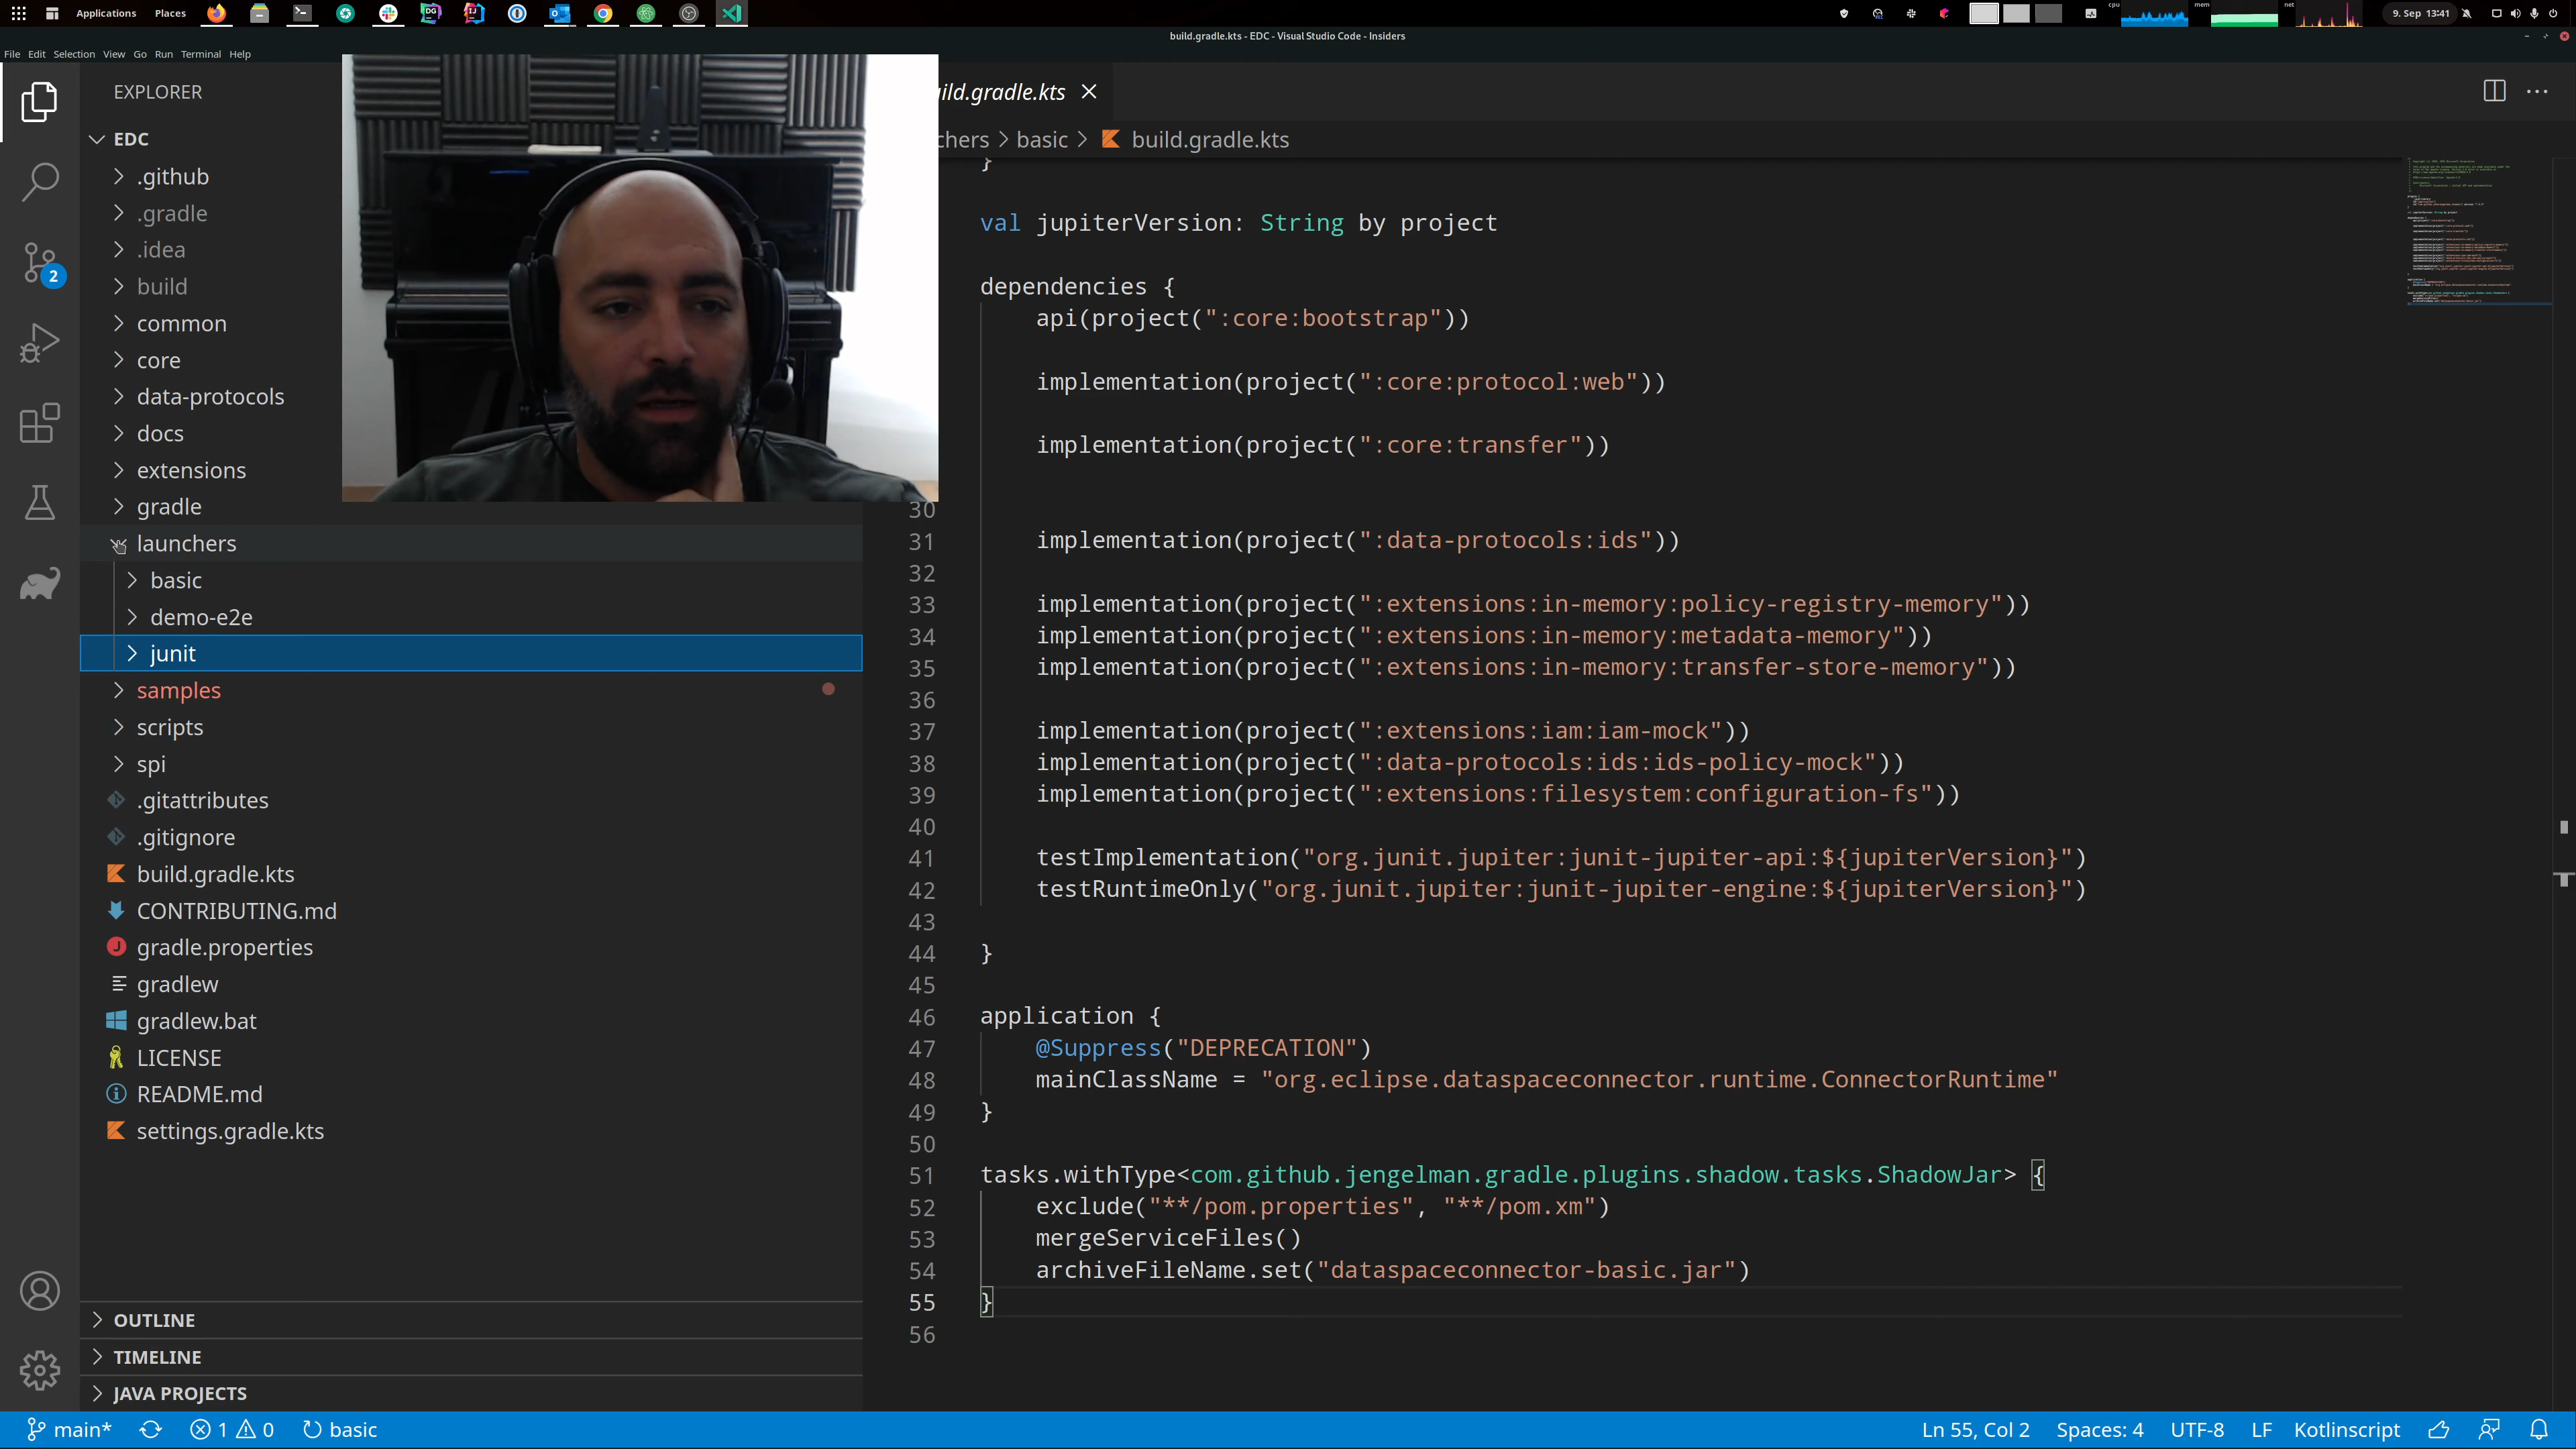 Applications Places
cpu mem net
9. Sep 13:41
build.gradle.kts - EDC - Visual Studio Code - Insiders
File Edit Selection View Go Run Terminal Help
EXPLORER
EDC
.github
.gradle
.idea
build
common
core
data-protocols
docs
extensions
gradle
launchers
basic
demo-e2e
junit
samples
scripts
spi
.gitattributes
.gitignore
build.gradle.kts
CONTRIBUTING.md
gradle.properties
gradlew
gradlew.bat
LICENSE
README.md
settings.gradle.kts
OUTLINE
TIMELINE
JAVA PROJECTS
2
ild.gradle.kts
chers > basic > build.gradle.kts
}
val jupiterVersion: String by project
dependencies {
api(project(":core:bootstrap"))
implementation(project(":core:protocol:web"))
implementation(project(":core:transfer"))
30
31 implementation(project(":data-protocols:ids"))
32
33 implementation(project(":extensions:in-memory:policy-registry-memory"))
34 implementation(project(":extensions:in-memory:metadata-memory"))
35 implementation(project(":extensions:in-memory:transfer-store-memory"))
36
37 implementation(project(":extensions:iam:iam-mock"))
38 implementation(project(":data-protocols:ids:ids-policy-mock"))
39 implementation(project(":extensions:filesystem:configuration-fs"))
40
41 testImplementation("org.junit.jupiter:junit-jupiter-api:${jupiterVersion}")
42 testRuntimeOnly("org.junit.jupiter:junit-jupiter-engine:${jupiterVersion}")
43
44 }
45
46 application {
47 @Suppress("DEPRECATION")
48 mainClassName = "org.eclipse.dataspaceconnector.runtime.ConnectorRuntime"
49 }
50
51 tasks.withType<com.github.jengelman.gradle.plugins.shadow.tasks.ShadowJar> {
52 exclude("**/pom.properties", "**/pom.xm")
53 mergeServiceFiles()
54 archiveFileName.set("dataspaceconnector-basic.jar")
55 }
56
main* 1 0 basic
Ln 55, Col 2 Spaces: 4 UTF-8 LF Kotlinscript